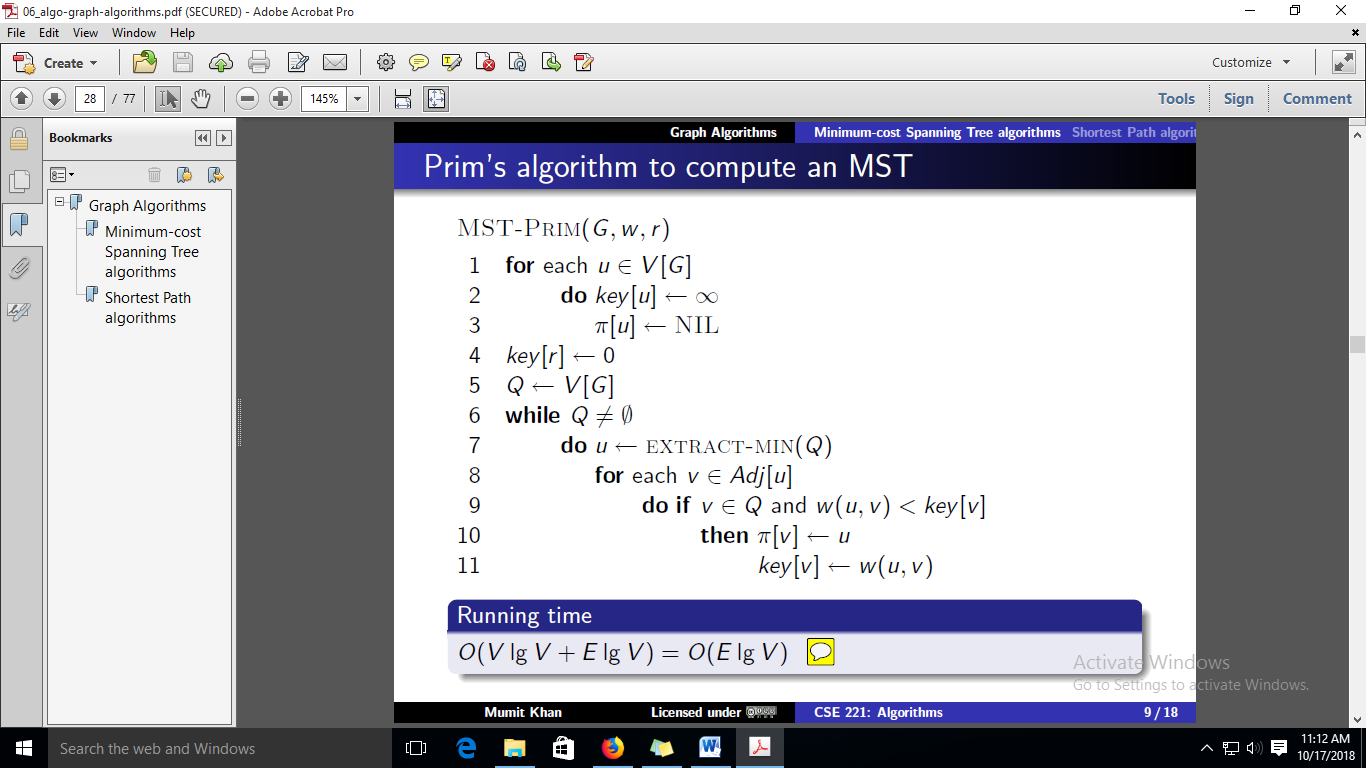 06_algo-graph-algorithms.pdf (SECURED) - Adobe Acrobat Pro
File Edit View Window Help
Create Customize
28 / 77 145% Tools Sign Comment
Bookmarks
Graph Algorithms
Minimum-cost
Spanning Tree
algorithms
Shortest Path
algorithms
Graph Algorithms Minimum-cost Spanning Tree algorithms Shortest Path algori
Prim's algorithm to compute an MST
MST-PRIM(G, w, r)
1 for each u ∈ V[G]
2 do key[u] ← ∞
3 π[u] ← NIL
4 key[r] ← 0
5 Q ← V[G]
6 while Q ≠ ∅
7 do u ← EXTRACT-MIN(Q)
8 for each v ∈ Adj[u]
9 do if v ∈ Q and w(u, v) < key[v]
10 then π[v] ← u
11 key[v] ← w(u, v)
Running time
O(V lg V + E lg V) = O(E lg V)
Activate Windows
Go to Settings to activate Windows.
Mumit Khan Licensed under CSE 221: Algorithms 9 / 18
Search the web and Windows
11:12 AM
10/17/2018